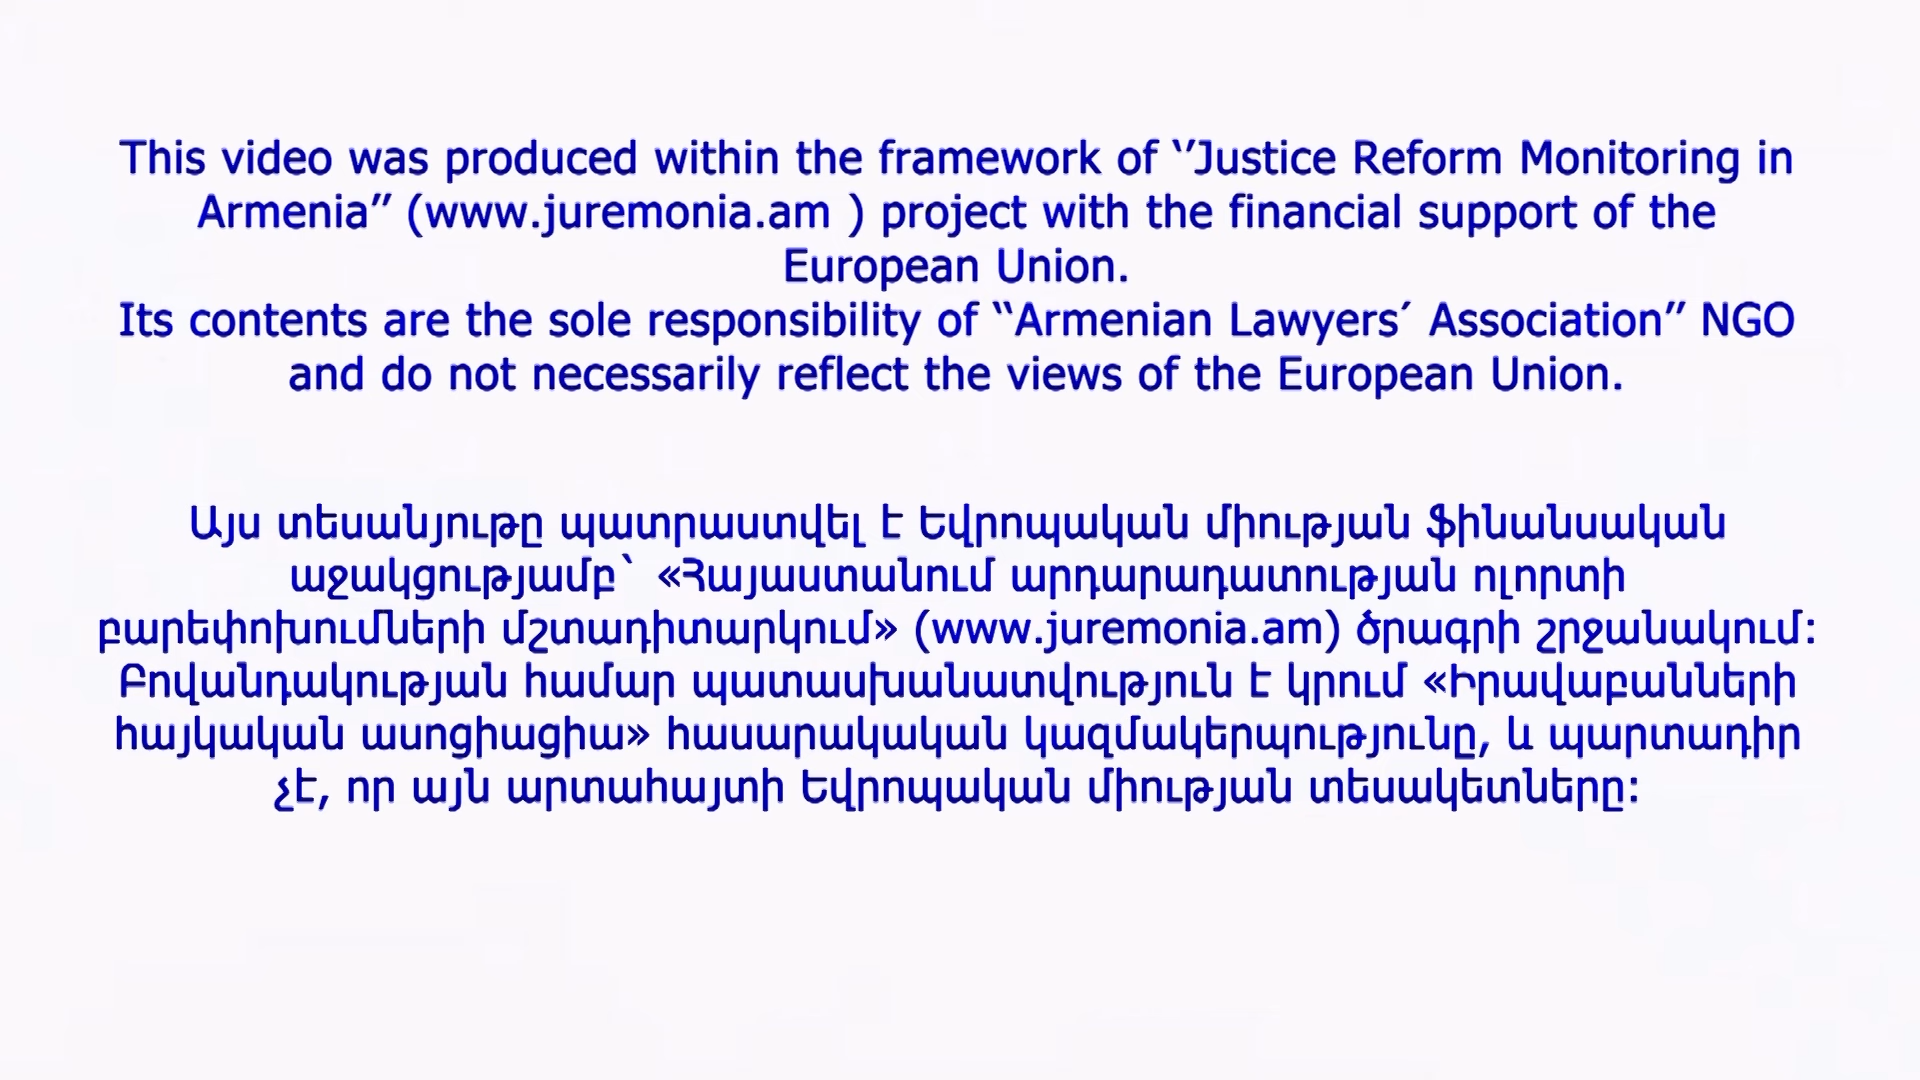 This video was produced within the framework of ‘’Justice Reform Monitoring in
Armenia’’ (www.juremonia.am ) project with the financial support of the
European Union.
Its contents are the sole responsibility of ‘‘Armenian Lawyers´ Association’’ NGO
and do not necessarily reflect the views of the European Union.
Այս տեսանյութը պատրաստվել է Եվրոպական միության ֆինանսական
աջակցությամբ` «Հայաստանում արդարադատության ոլորտի
բարեփոխումների մշտադիտարկում» (www.juremonia.am) ծրագրի շրջանակում:
Բովանդակության համար պատասխանատվություն է կրում «Իրավաբանների
հայկական ասոցիացիա» հասարակական կազմակերպությունը, և պարտադիր
չէ, որ այն արտահայտի Եվրոպական միության տեսակետները: